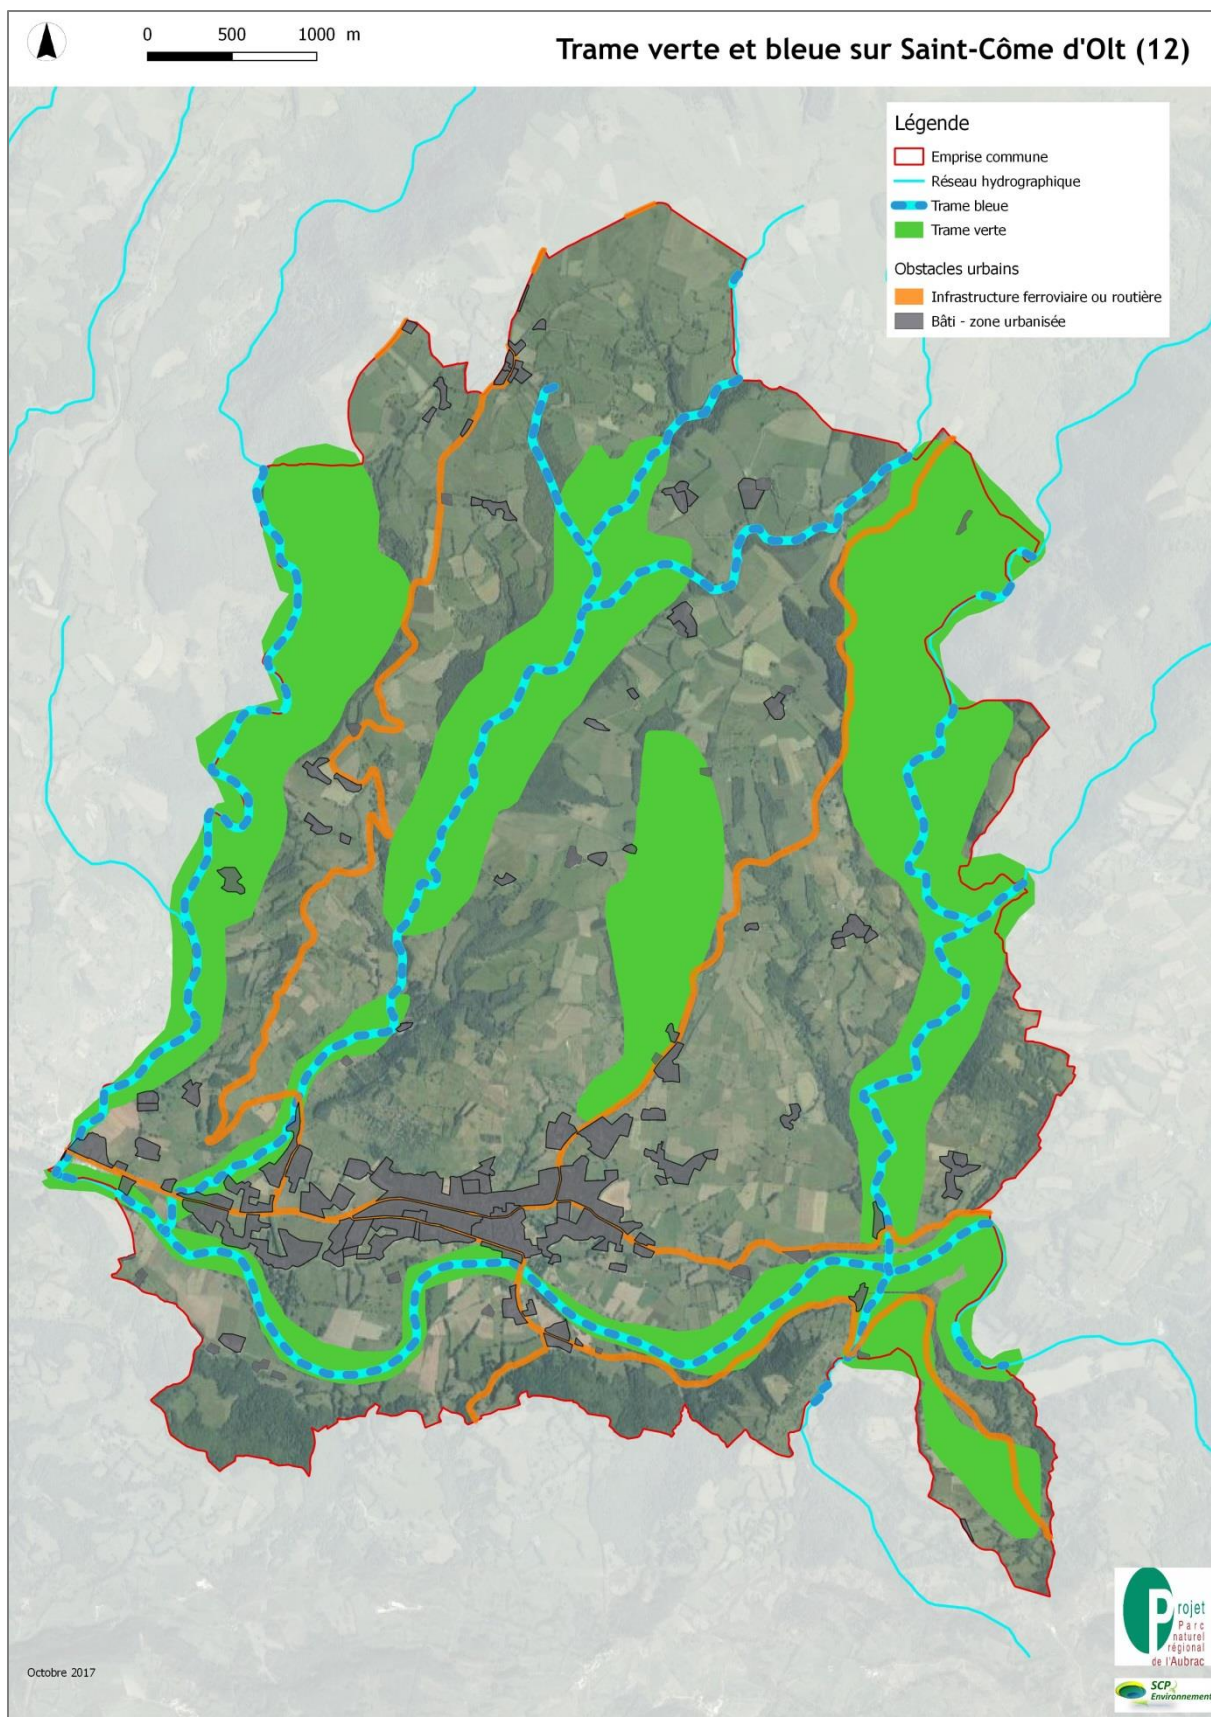 0 500 1000 m
Trame verte et bleue sur Saint-Côme d'Olt (12)
Légende
Emprise commune
Réseau hydrographique
Trame bleue
Trame verte
Obstacles urbains
Infrastructure ferroviaire ou routière
Bâti - zone urbanisée
Projet
Parc
naturel
régional
de l'Aubrac
SCP
Environnement
Octobre 2017